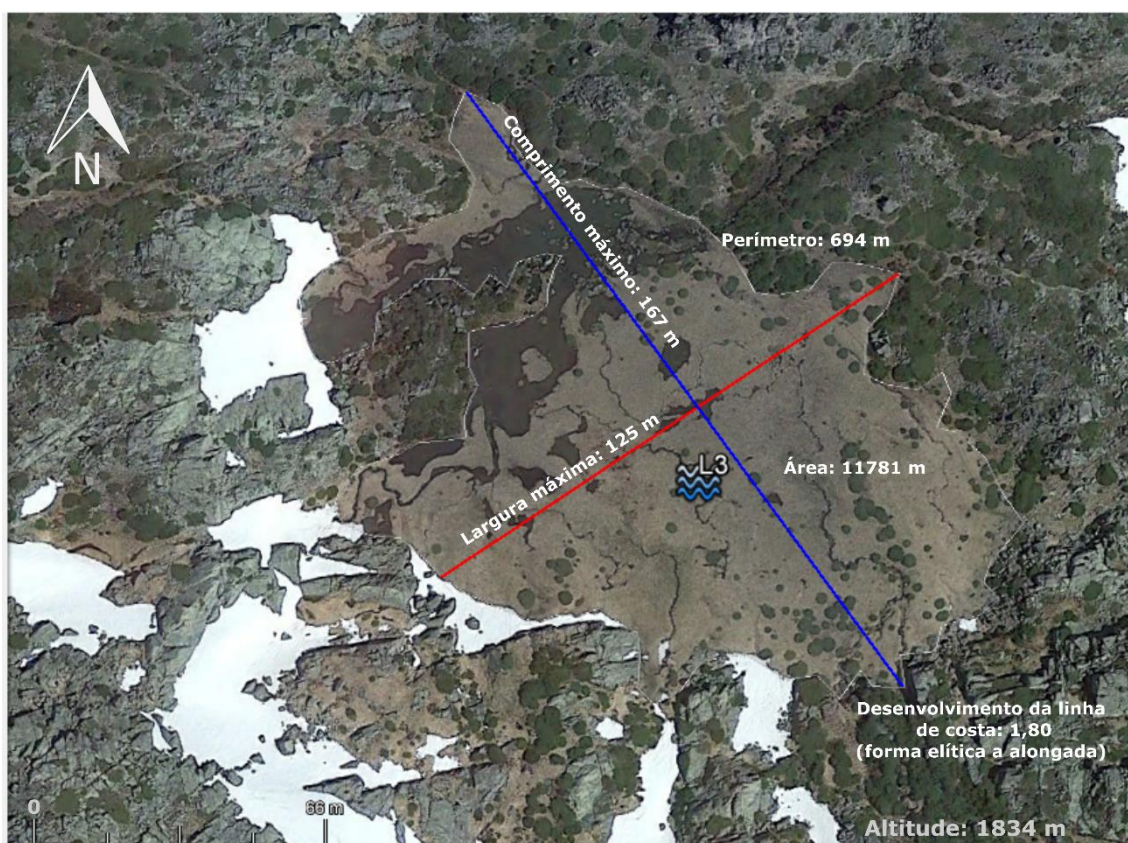 N
Comprimento máximo: 167 m
Perímetro: 694 m
Largura máxima: 125 m
L3
Área: 11781 m
Desenvolvimento da linha
de costa: 1,80
(forma elítica a alongada)
0
66 m
Altitude: 1834 m